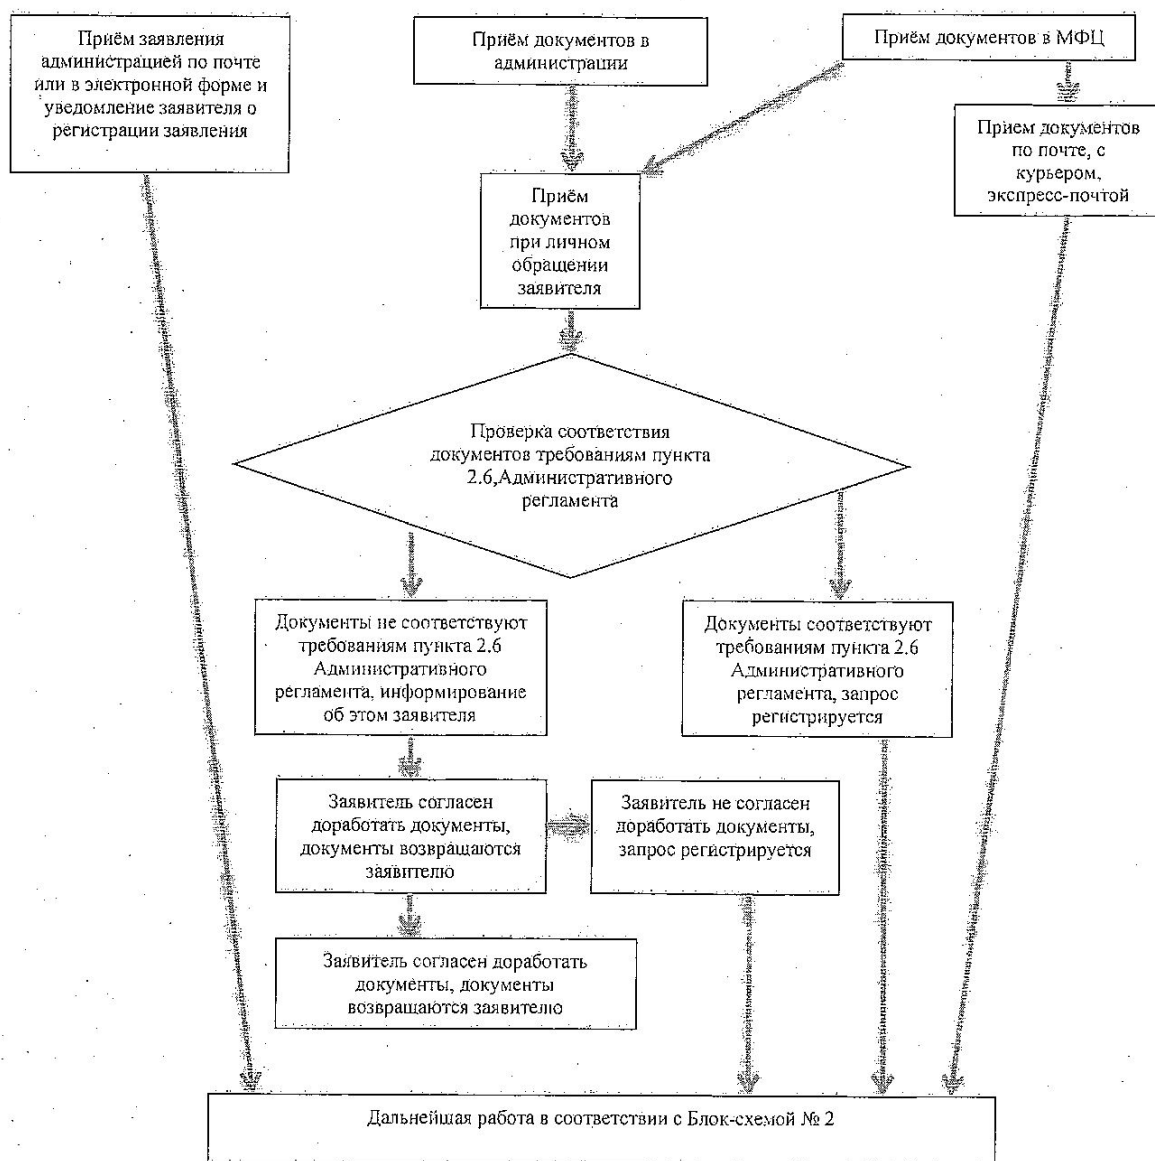 Приём заявления
администрацией по почте
или в электронной форме и
уведомление заявителя о
регистрации заявления
Приём документов в
администрации
Приём документов в МФЦ
Прием документов
по почте, с
курьером,
экспресс-почтой
Приём
документов
при личном
обращении
заявителя
Проверка соответствия
документов требованиям пункта
2.6,Административного
регламента
Документы не соответствуют
требованиям пункта 2.6
Административного
регламента, информирование
об этом заявителя
Документы соответствуют
требованиям пункта 2.6
Административного
регламента, запрос
регистрируется
Заявитель согласен
доработать документы,
документы возвращаются
заявителю
Заявитель не согласен
доработать документы,
запрос регистрируется
Заявитель согласен доработать
документы, документы
возвращаются заявителю
Дальнейшая работа в соответствии с Блок-схемой № 2